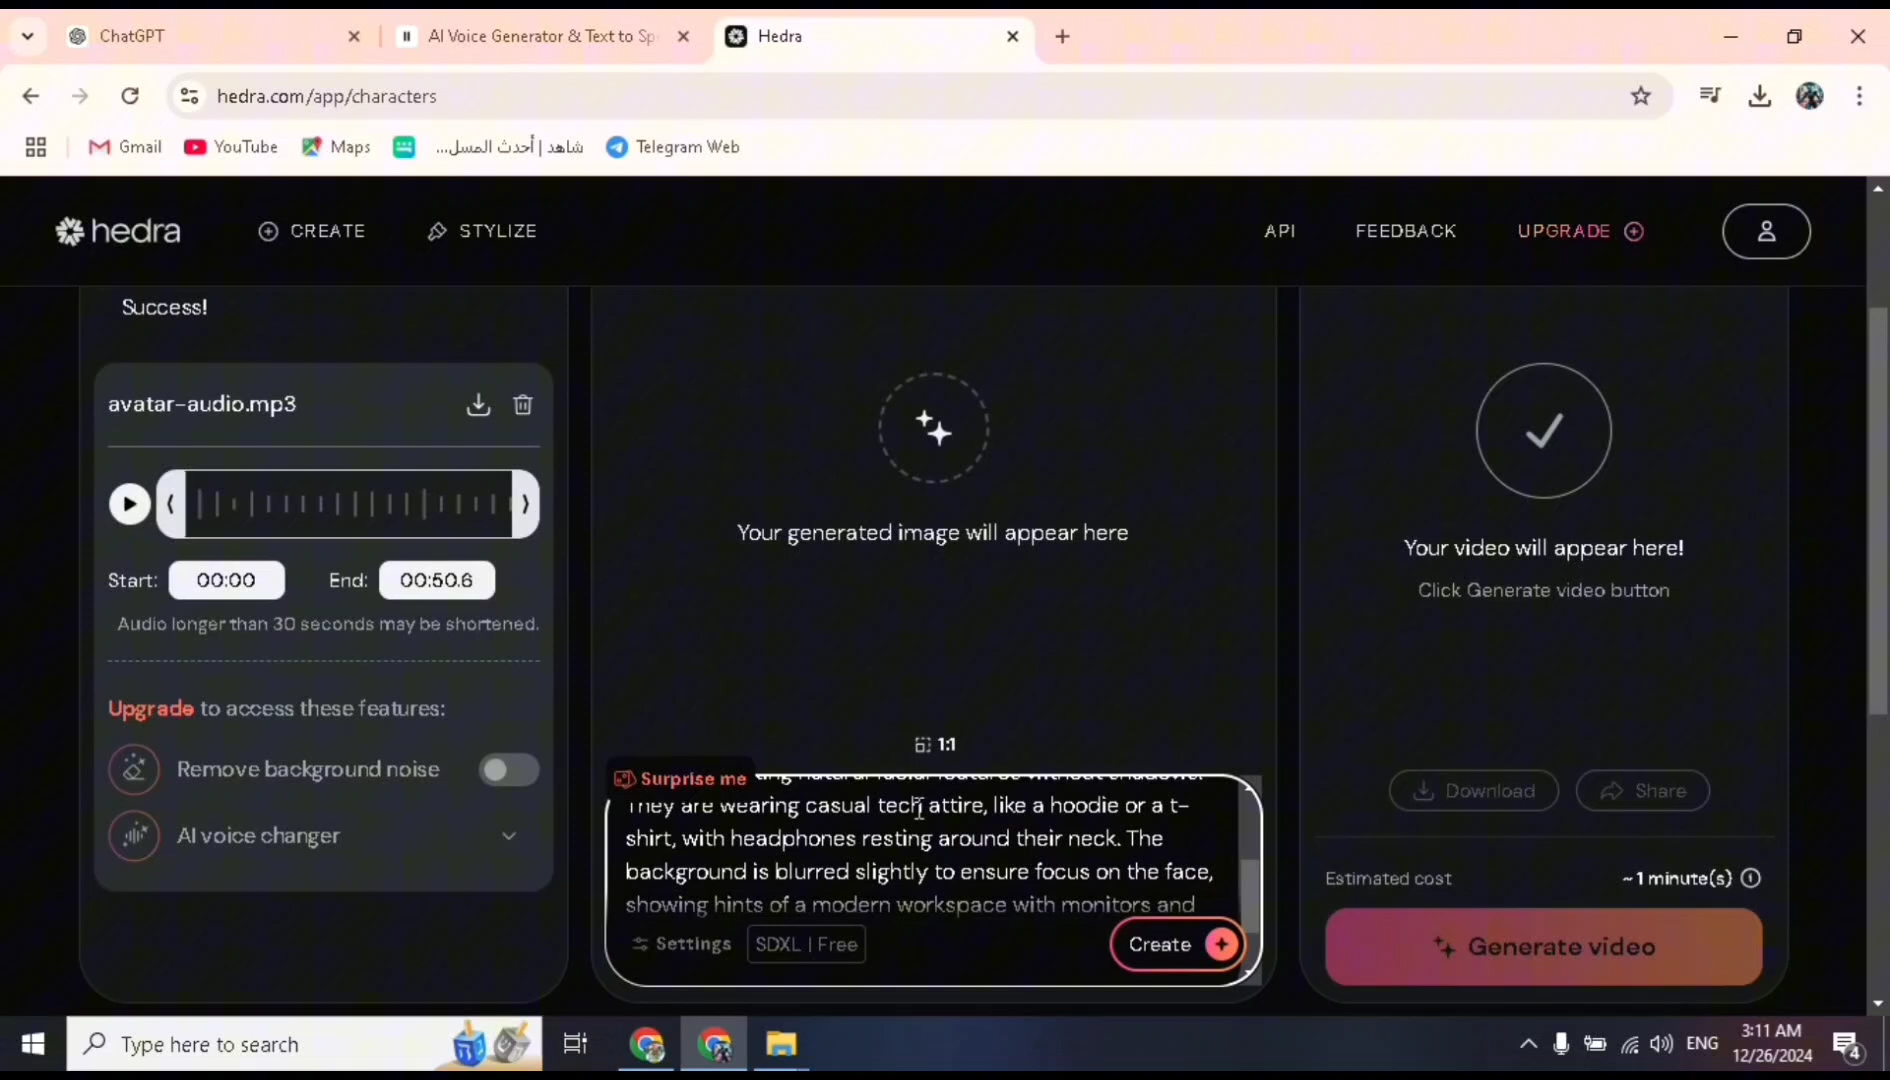 ChatGPT
AI Voice Generator & Text to Sp
Hedra
hedra.com/app/characters
Gmail
YouTube
Maps
شاهد | أحدث المسل...
Telegram Web
hedra
CREATE
STYLIZE
API
FEEDBACK
UPGRADE
Success!
avatar-audio.mp3
Start:
00:00
End:
00:50.6
Audio longer than 30 seconds may be shortened.
Upgrade to access these features:
Remove background noise
AI voice changer
Your generated image will appear here
1:1
Surprise me
natural facial features without shadows.
They are wearing casual tech attire, like a hoodie or a t-
shirt, with headphones resting around their neck. The
background is blurred slightly to ensure focus on the face,
showing hints of a modern workspace with monitors and
Settings
SDXL | Free
Create
Your video will appear here!
Click Generate video button
Download
Share
Estimated cost
~1 minute(s)
Generate video
Type here to search
ENG
3:11 AM
12/26/2024
4